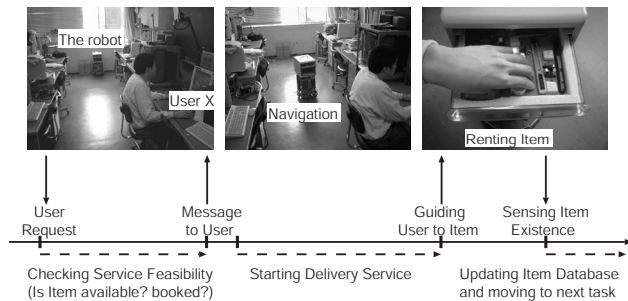 The robot
User X
Navigation
Renting Item
User
Request
Message
to User
Guiding
User to Item
Sensing Item
Existence
Checking Service Feasibility
(Is Item available? booked?)
Starting Delivery Service
Updating Item Database
and moving to next task